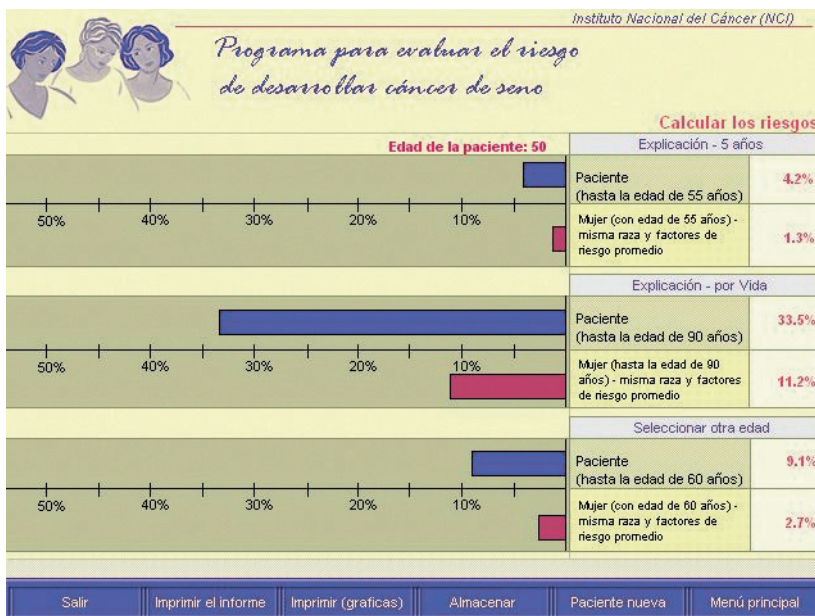 Instituto Nacional del Cáncer (NCI)
Programa para evaluar el riesgo
de desarrollar cáncer de seno
Calcular los riesgos
Edad de la paciente: 50
Explicación - 5 años
Paciente
(hasta la edad de 55 años)
4.2%
50% 40% 30% 20% 10%
Mujer (con edad de 55 años) -
misma raza y factores de
riesgo promedio
1.3%
Explicación - por Vida
Paciente
(hasta la edad de 90 años)
33.5%
50% 40% 30% 20% 10%
Mujer (hasta la edad de 90
años) - misma raza y factores
de riesgo promedio
11.2%
Seleccionar otra edad
Paciente
(hasta la edad de 60 años)
9.1%
50% 40% 30% 20% 10%
Mujer (con edad de 60 años) -
misma raza y factores de
riesgo promedio
2.7%
Salir Imprimir el informe Imprimir (graficas) Almacenar Paciente nueva Menú principal